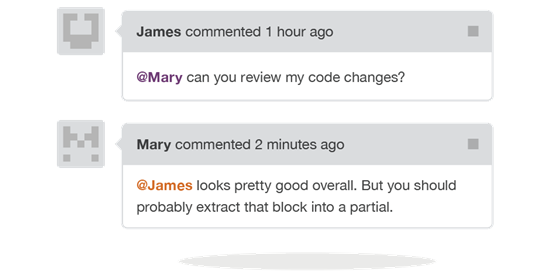 James commented 1 hour ago
@Mary can you review my code changes?
Mary commented 2 minutes ago
@James looks pretty good overall. But you should
probably extract that block into a partial.